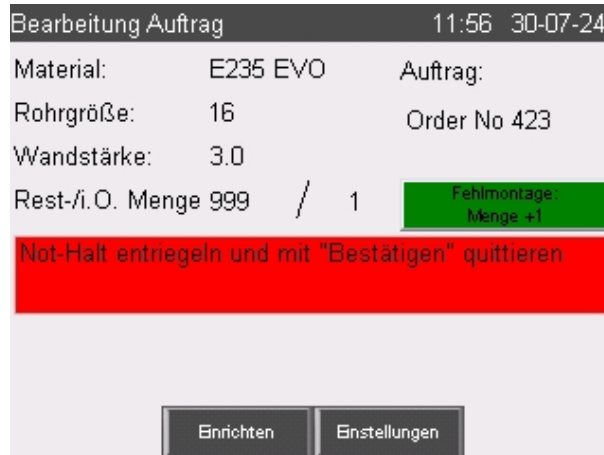 Bearbeitung Auftrag 11:56 30-07-24
Material: E235 EVO Auftrag:
Rohrgröße: 16 Order No 423
Wandstärke: 3.0
Rest-/i.O. Menge 999 / 1 Fehlmontage:
Menge +1
Not-Halt entriegeln und mit "Bestätigen" quittieren
Einrichten Einstellungen